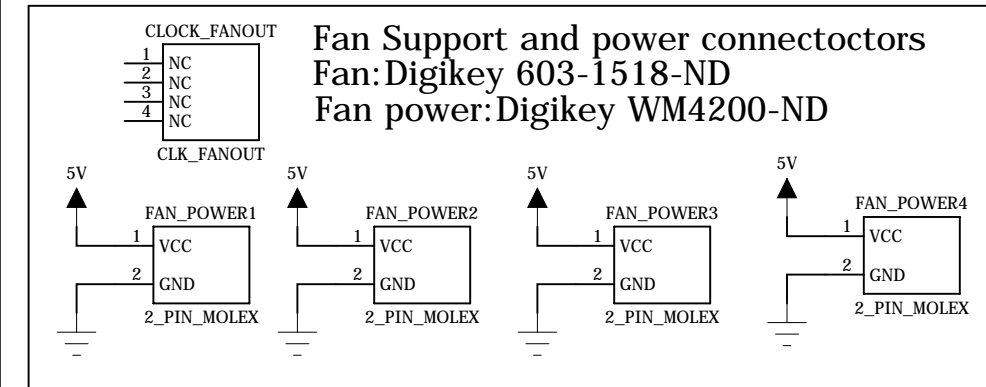 CLOCK_FANOUT
1 NC
2 NC
3 NC
4 NC
CLK_FANOUT
Fan Support and power connectoctors
Fan:Digikey 603-1518-ND
Fan power:Digikey WM4200-ND
5V
FAN_POWER1
1 VCC
2 GND
2_PIN_MOLEX
5V
FAN_POWER2
1 VCC
2 GND
2_PIN_MOLEX
5V
FAN_POWER3
1 VCC
2 GND
2_PIN_MOLEX
5V
FAN_POWER4
1 VCC
2 GND
2_PIN_MOLEX